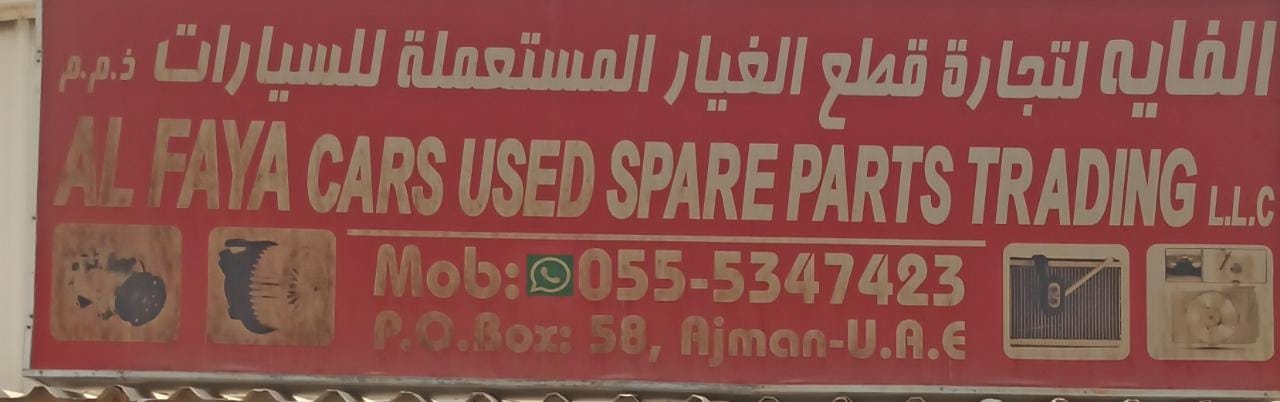 الفايه لتجارة قطع الغيار المستعملة للسيارات ذ.م.م
AL FAYA CARS USED SPARE PARTS TRADING L.L.C
Mob: 055-5347423
P.O.Box: 58, Ajman-U.A.E